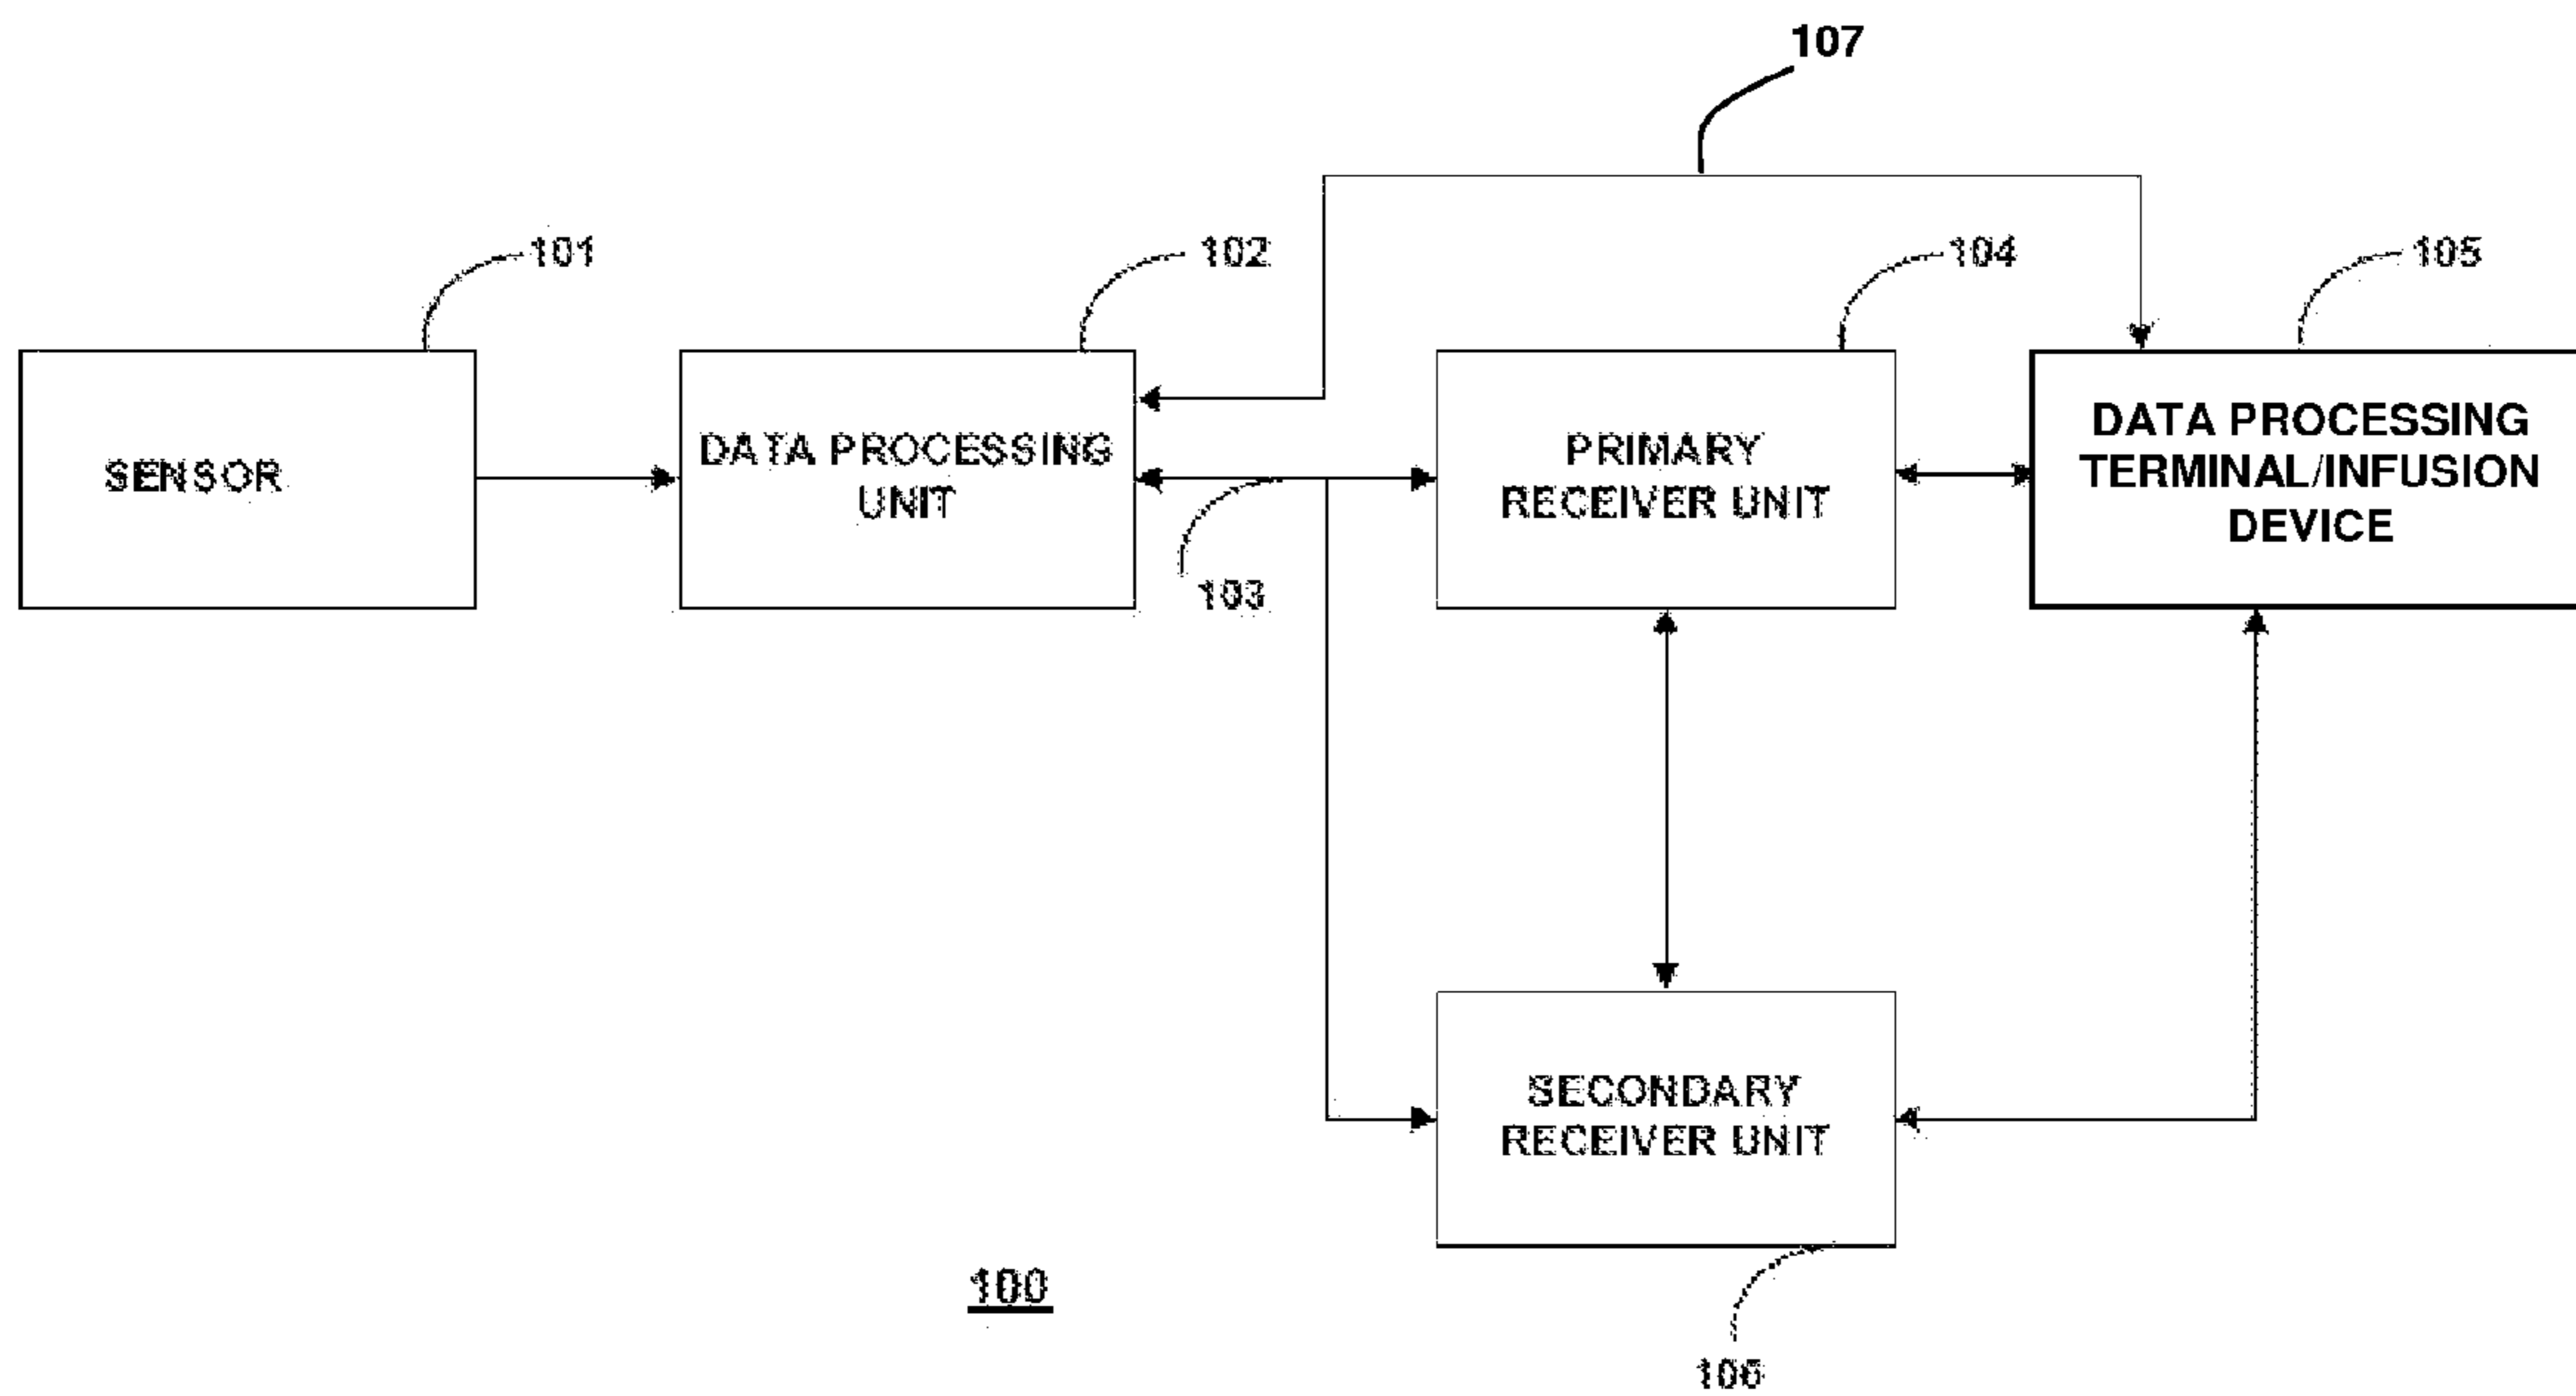 107
101
102
104
105
SENSOR
DATA PROCESSING
UNIT
PRIMARY
RECEIVER UNIT
DATA PROCESSING
TERMINAL/INFUSION
DEVICE
103
SECONDARY
RECEIVER UNIT
100
106